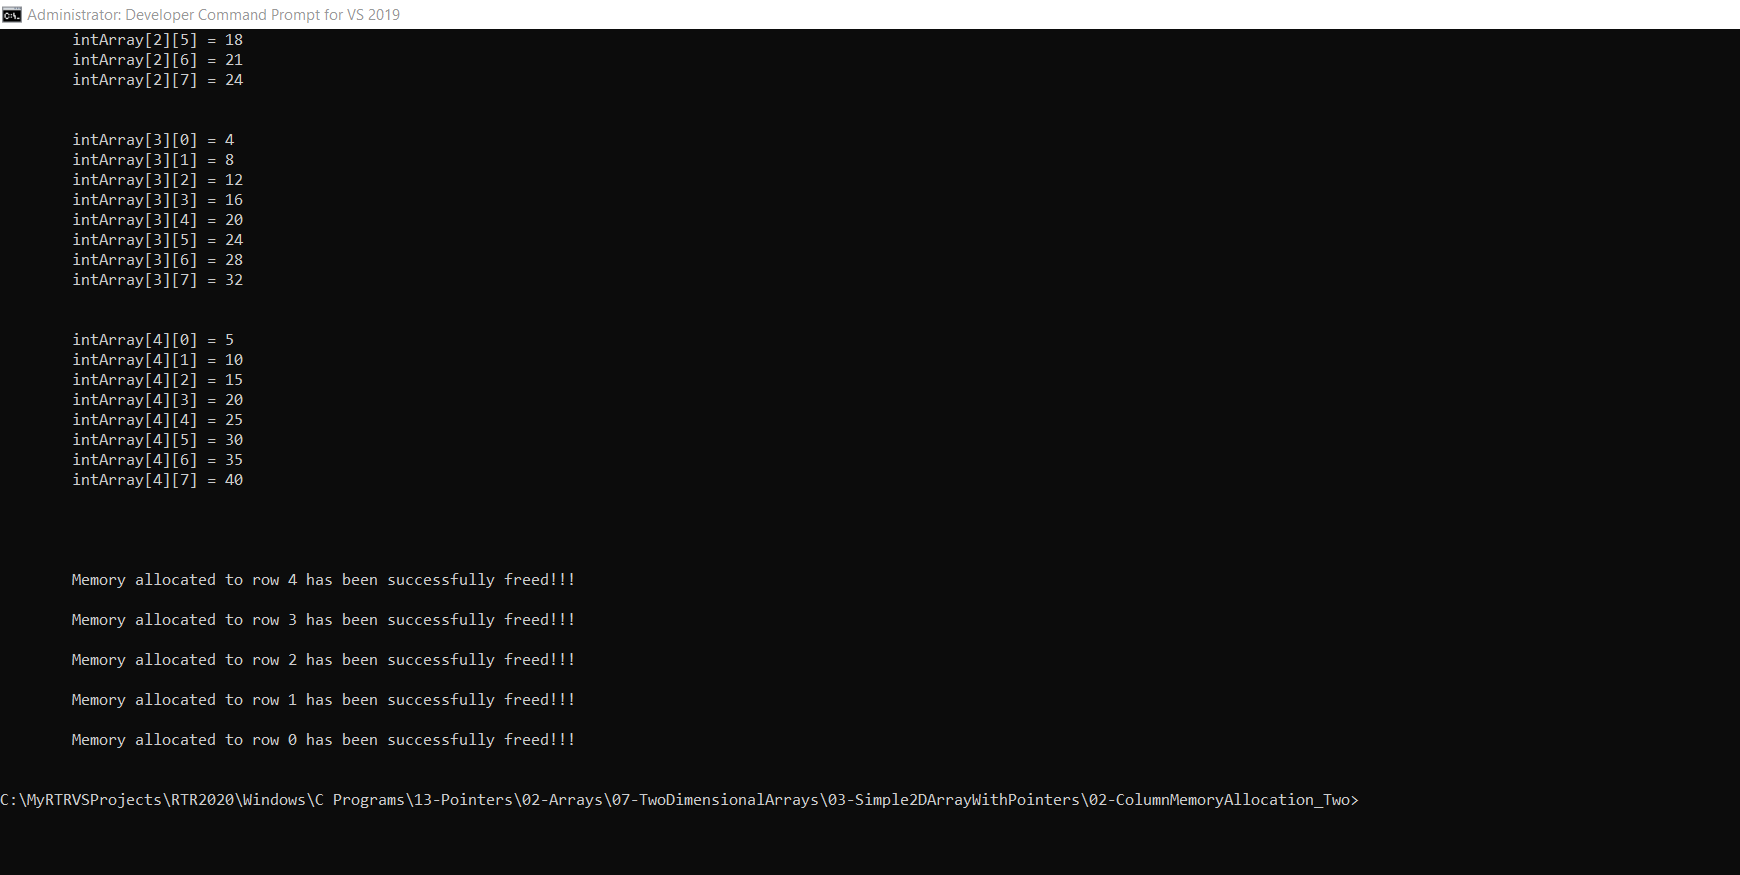 Administrator: Developer Command Prompt for VS 2019
intArray[2][5] = 18
intArray[2][6] = 21
intArray[2][7] = 24
intArray[3][0] = 4
intArray[3][1] = 8
intArray[3][2] = 12
intArray[3][3] = 16
intArray[3][4] = 20
intArray[3][5] = 24
intArray[3][6] = 28
intArray[3][7] = 32
intArray[4][0] = 5
intArray[4][1] = 10
intArray[4][2] = 15
intArray[4][3] = 20
intArray[4][4] = 25
intArray[4][5] = 30
intArray[4][6] = 35
intArray[4][7] = 40
Memory allocated to row 4 has been successfully freed!!!
Memory allocated to row 3 has been successfully freed!!!
Memory allocated to row 2 has been successfully freed!!!
Memory allocated to row 1 has been successfully freed!!!
Memory allocated to row 0 has been successfully freed!!!
C:\MyRTRVSProjects\RTR2020\Windows\C Programs\13-Pointers\02-Arrays\07-TwoDimensionalArrays\03-Simple2DArrayWithPointers\02-ColumnMemoryAllocation_Two>